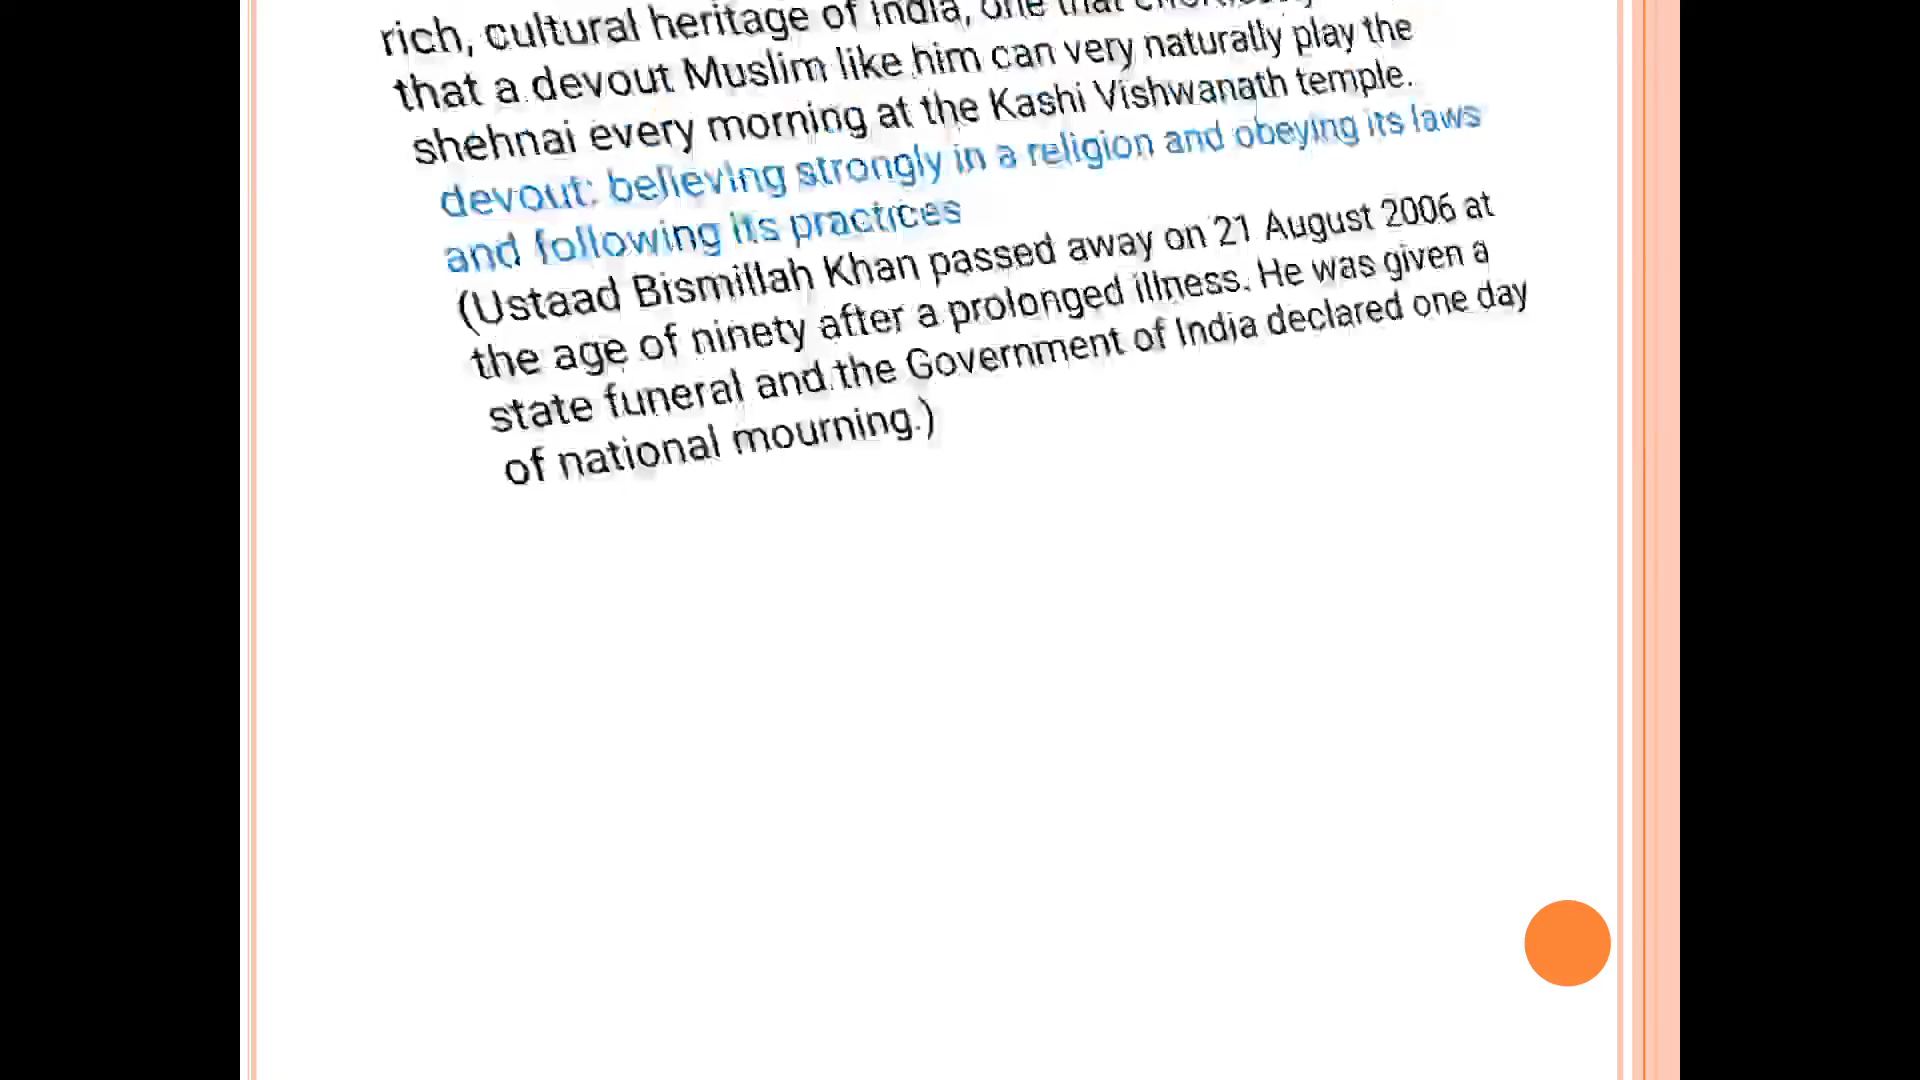 rich, cultural heritage of India, one that
that a devout Muslim like him can very naturally play the
shehnai every morning at the Kashi Vishwanath temple.
devout: believing strongly in a religion and obeying its laws
and following its practices
(Ustaad Bismillah Khan passed away on 21 August 2006 at
the age of ninety after a prolonged illness. He was given a
state funeral and the Government of India declared one day
of national mourning.)